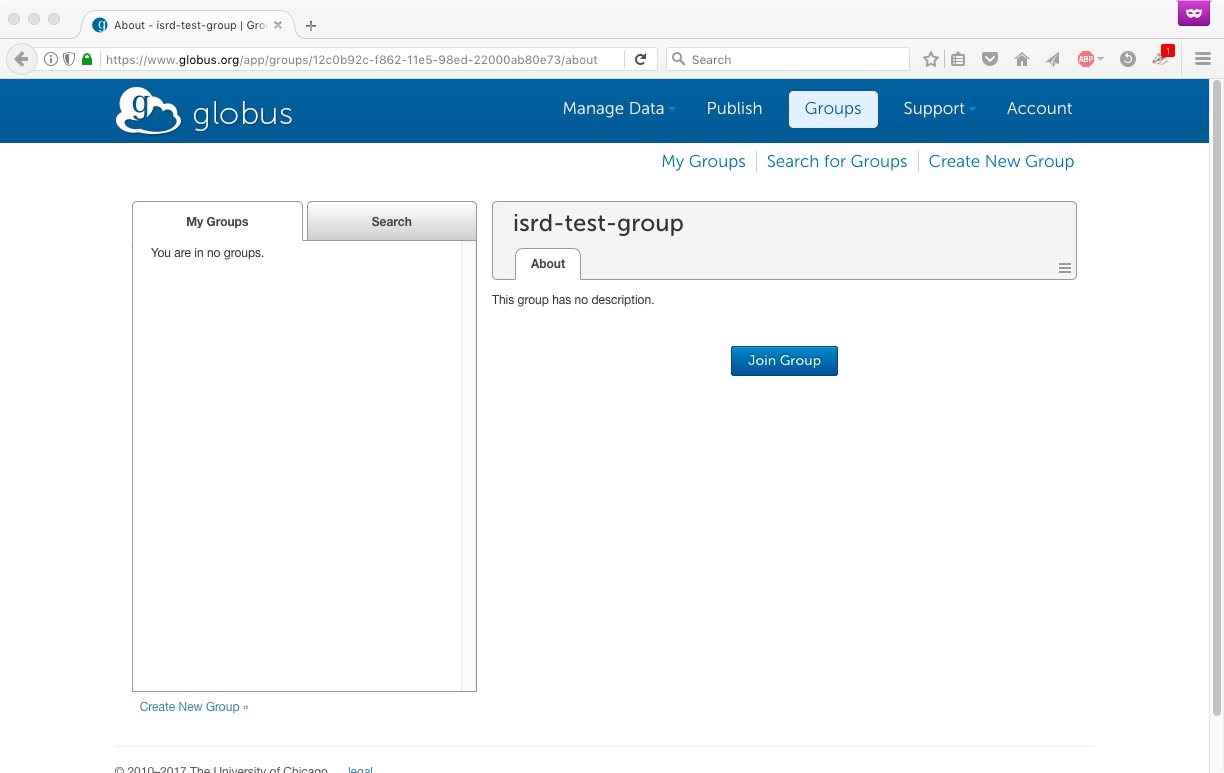 About - isrd-test-group | Gro
https://www.globus.org/app/groups/12c0b92c-f862-11e5-98ed-22000ab80e73/about
Search
ABP
1
g globus
Manage Data
Publish
Groups
Support
Account
My Groups
Search for Groups
Create New Group
My Groups
Search
You are in no groups.
isrd-test-group
About
This group has no description.
Join Group
Create New Group »
© 2010–2017 The University of Chicago
legal